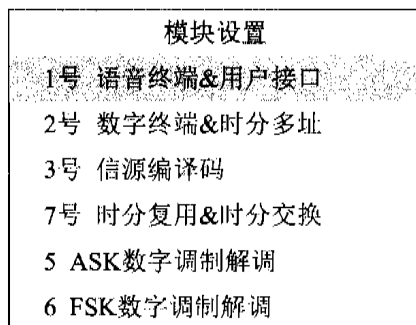 模块设置
1号 语音终端&用户接口
2号 数字终端&时分多址
3号 信源编译码
7号 时分复用&时分交换
5 ASK数字调制解调
6 FSK数字调制解调